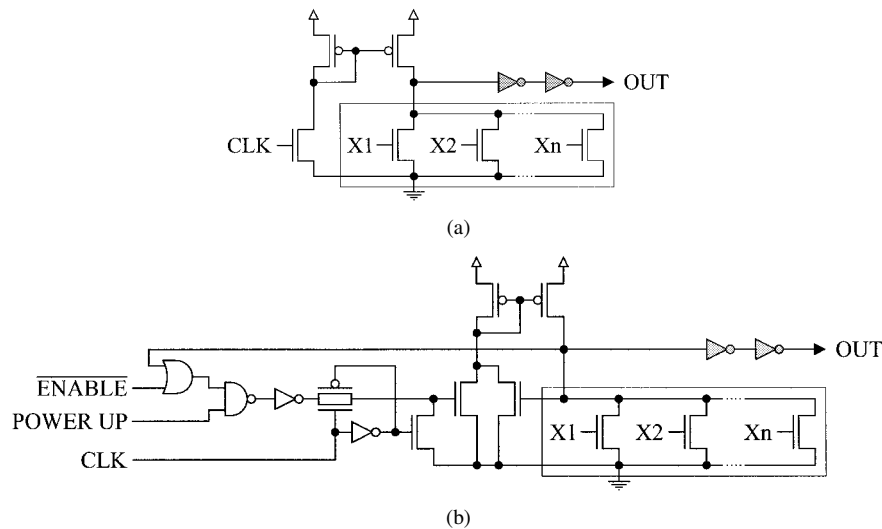 OUT
CLK
X1
X2
Xn
(a)
OUT
ENABLE
POWER UP
X1
X2
Xn
CLK
(b)